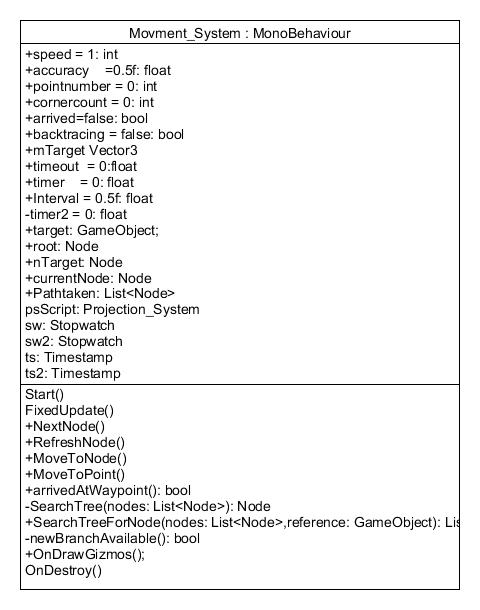 Movment_System : MonoBehaviour
+speed = 1: int
+accuracy    =0.5f: float
+pointnumber = 0: int
+cornercount = 0: int
+arrived=false: bool
+backtracing = false: bool
+mTarget Vector3
+timeout  = 0:float
+timer    = 0: float
+Interval = 0.5f: float
-timer2 = 0: float
+target: GameObject;
+root: Node
+nTarget: Node
+currentNode: Node
+Pathtaken: List<Node>
psScript: Projection_System
sw: Stopwatch
sw2: Stopwatch
ts: Timestamp
ts2: Timestamp
Start()
FixedUpdate()
+NextNode()
+RefreshNode()
+MoveToNode()
+MoveToPoint()
+arrivedAtWaypoint(): bool
-SearchTree(nodes: List<Node>): Node
+SearchTreeForNode(nodes: List<Node>,reference: GameObject): Lis
-newBranchAvailable(): bool
+OnDrawGizmos();
OnDestroy()